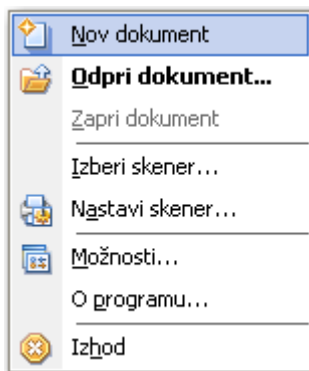 Nov dokument
Odpri dokument...
Zapri dokument
Izberi skener...
Nastavi skener...
Možnosti...
O programu...
Izhod